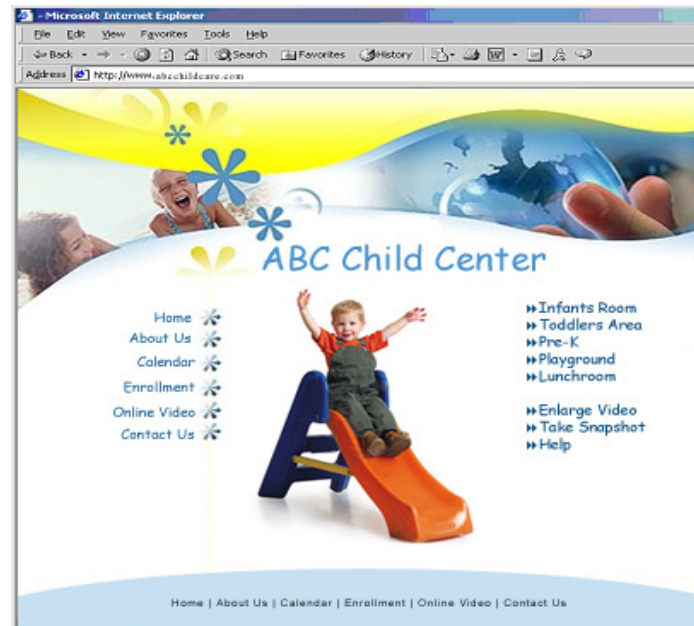 - Microsoft Internet Explorer
File Edit View Favorites Tools Help
Back Search Favorites History
Address http://www.abcchildcare.com
ABC Child Center
Home
About Us
Calendar
Enrollment
Online Video
Contact Us
Infants Room
Toddlers Area
Pre-K
Playground
Lunchroom
Enlarge Video
Take Snapshot
Help
Home | About Us | Calendar | Enrollment | Online Video | Contact Us